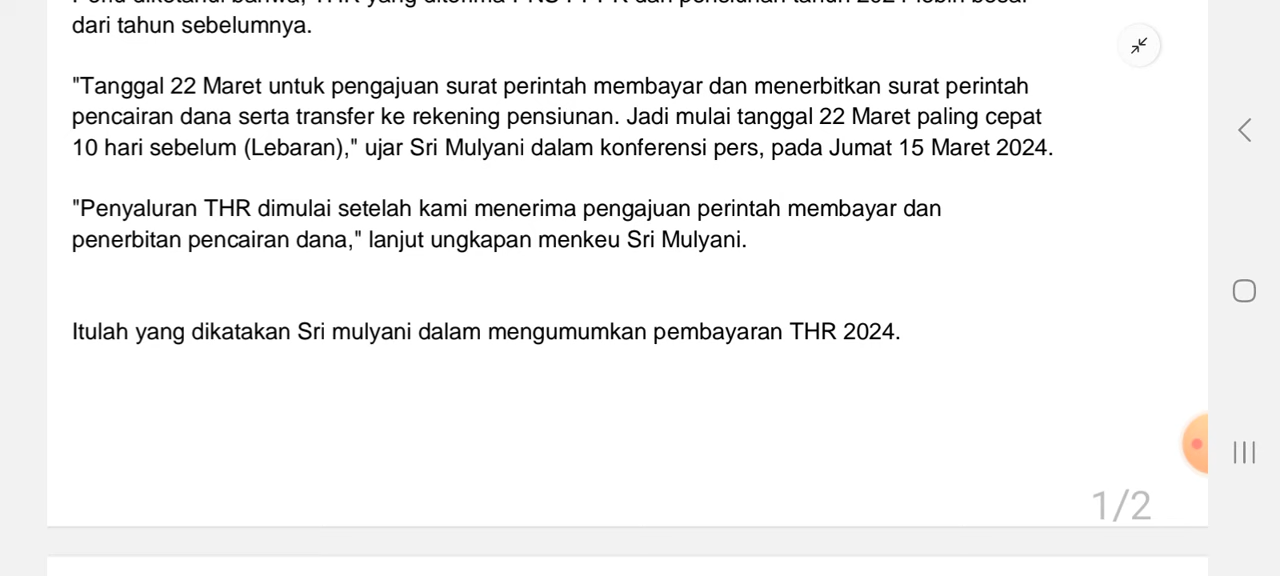 dari tahun sebelumnya.
"Tanggal 22 Maret untuk pengajuan surat perintah membayar dan menerbitkan surat perintah
pencairan dana serta transfer ke rekening pensiunan. Jadi mulai tanggal 22 Maret paling cepat
10 hari sebelum (Lebaran)," ujar Sri Mulyani dalam konferensi pers, pada Jumat 15 Maret 2024.
"Penyaluran THR dimulai setelah kami menerima pengajuan perintah membayar dan
penerbitan pencairan dana," lanjut ungkapan menkeu Sri Mulyani.
Itulah yang dikatakan Sri mulyani dalam mengumumkan pembayaran THR 2024.
1/2